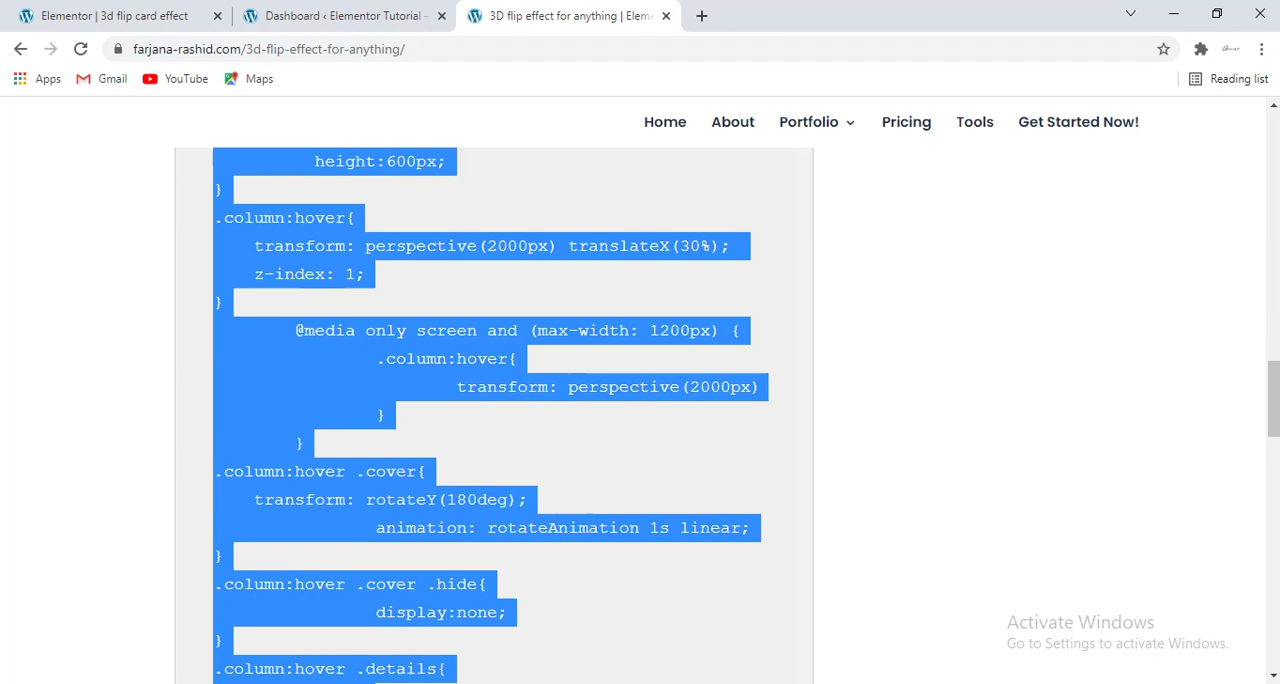 Elementor | 3d flip card effect
Dashboard ‹ Elementor Tutorial -
3D flip effect for anything | Elem
farjana-rashid.com/3d-flip-effect-for-anything/
Apps
Gmail
YouTube
Maps
Reading list
Home
About
Portfolio
Pricing
Tools
Get Started Now!
height:600px;
}
.column:hover{
transform: perspective(2000px) translateX(30%);
z-index: 1;
}
@media only screen and (max-width: 1200px) {
.column:hover{
transform: perspective(2000px)
}
}
.column:hover .cover{
transform: rotateY(180deg);
animation: rotateAnimation 1s linear;
}
.column:hover .cover .hide{
display:none;
}
.column:hover .details{
Activate Windows
Go to Settings to activate Windows.